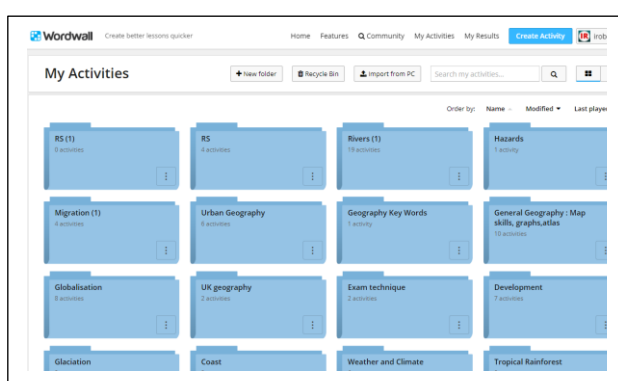 Wordwall Create better lessons quicker Home Features Community My Activities My Results Create Activity
My Activities New folder Recycle Bin Import from PC Search my activities...
Order by: Name Modified Last played
RS (1) RS Rivers (1) Hazards
0 activities 4 activities 19 activities 1 activity
Migration (1) Urban Geography Geography Key Words General Geography : Map
skills, graphs,atlas
4 activities 6 activities 1 activity 10 activities
Globalisation UK geography Exam technique Development
8 activities 2 activities 2 activities 7 activities
Glaciation Coast Weather and Climate Tropical Rainforest